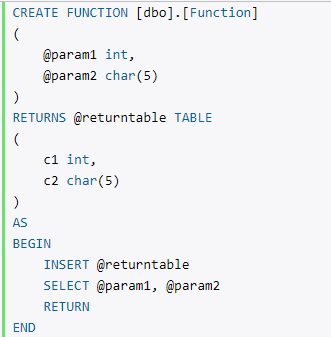 CREATE FUNCTION [dbo].[Function]
(
    @param1 int,
    @param2 char(5)
)
RETURNS @returntable TABLE
(
    c1 int,
    c2 char(5)
)
AS
BEGIN
    INSERT @returntable
    SELECT @param1, @param2
    RETURN
END